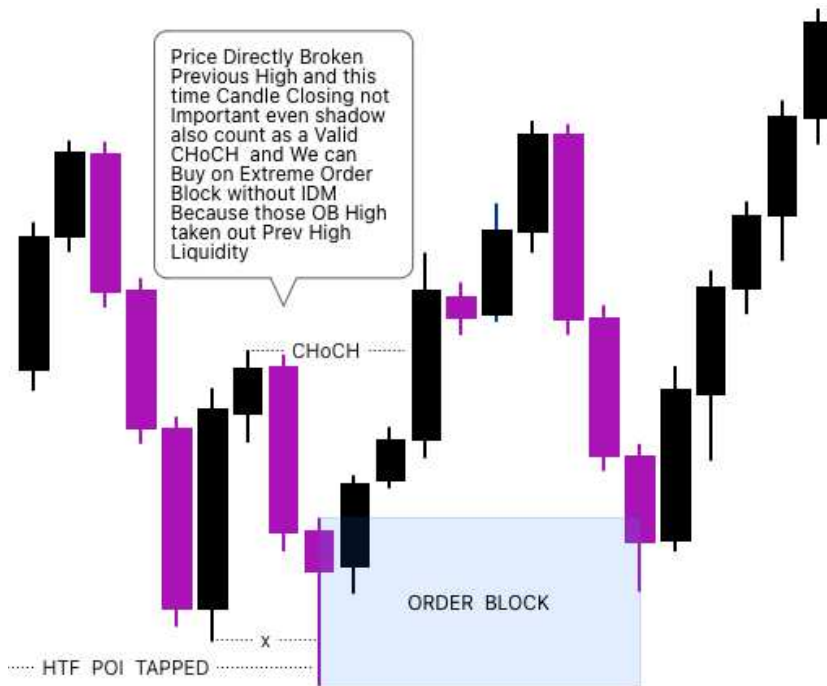 Price Directly Broken
Previous High and this
time Candle Closing not
Important even shadow
also count as a Valid
CHoCH and We can
Buy on Extreme Order
Block without IDM
Because those OB High
taken out Prev High
Liquidity
CHoCH
ORDER BLOCK
x
HTF POI TAPPED